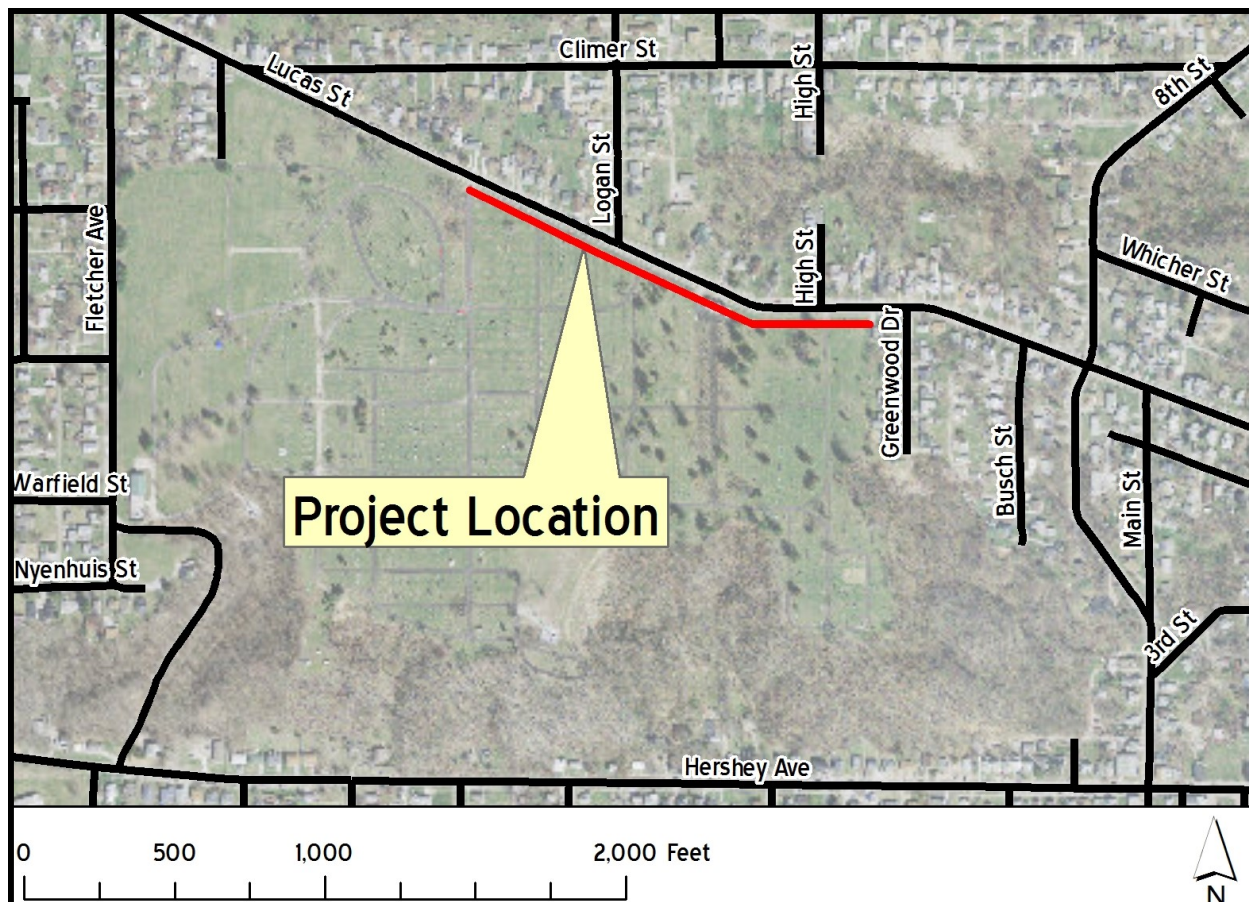 Climer St
Lucas St
High St
8th St
Logan St
Fletcher Ave
High St
Whicher St
Greenwood Dr
Busch St
Main St
Warfield St
Project Location
Nyenhuis St
3rd St
Hershey Ave
0 500 1,000 2,000 Feet
N